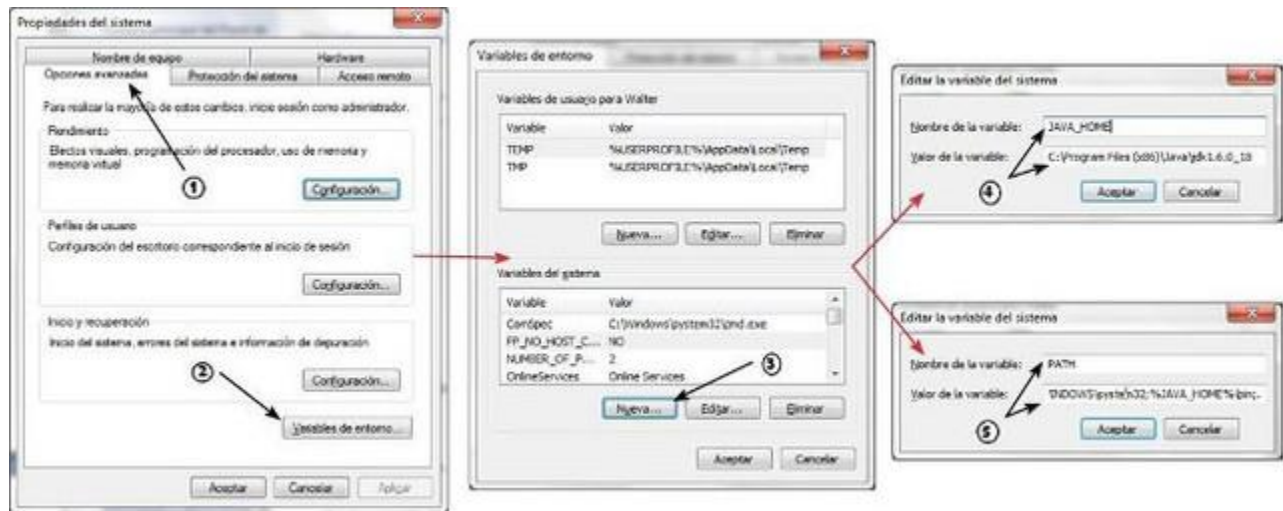 Propiedades del sistema
Nombre de equipo Hardware
Opciones avanzadas Protección del sistema Acceso remoto
Para realizar la mayoría de estos cambios, inicie sesión como administrador.
Rendimiento
Efectos visuales, programación del procesador, uso de memoria y
memoria virtual
1
Configuración...
Perfiles de usuario
Configuración del escritorio correspondiente al inicio de sesión
Configuración...
Inicio y recuperación
Inicio del sistema, errores del sistema e información de depuración
2
Configuración...
Variables de entorno...
Aceptar Cancelar Aplicar
Variables de entorno
Variables de usuario para Walter
Variable Valor
TEMP %USERPROFILE%\AppData\Local\Temp
TMP %USERPROFILE%\AppData\Local\Temp
Nueva... Editar... Eliminar
Variables del sistema
Variable Valor
ComSpec C:\Windows\system32\cmd.exe
FP_NO_HOST_C... NO
NUMBER_OF_P... 2
OnlineServices Online Services
3
Nueva... Editar... Eliminar
Aceptar Cancelar
Editar la variable del sistema
Nombre de la variable: JAVA_HOME
Valor de la variable: C:\Program Files (x86)\Java\jdk1.6.0_18
4
Aceptar Cancelar
Editar la variable del sistema
Nombre de la variable: PATH
Valor de la variable: INDOWS\system32;%JAVA_HOME%\bin;.
5
Aceptar Cancelar